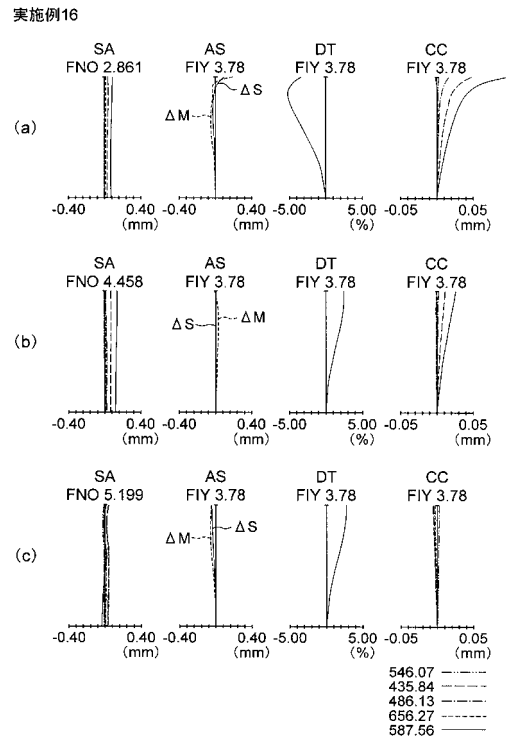 実施例16
SA AS DT CC
FNO 2.861 FIY 3.78 FIY 3.78 FIY 3.78
ΔS
ΔM
(a)
-0.40 0.40 -0.40 0.40 -5.00 5.00 -0.05 0.05
(mm) (mm) (%) (mm)
SA AS DT CC
FNO 4.458 FIY 3.78 FIY 3.78 FIY 3.78
ΔS ΔM
(b)
-0.40 0.40 -0.40 0.40 -5.00 5.00 -0.05 0.05
(mm) (mm) (%) (mm)
SA AS DT CC
FNO 5.199 FIY 3.78 FIY 3.78 FIY 3.78
ΔS
ΔM
(c)
-0.40 0.40 -0.40 0.40 -5.00 5.00 -0.05 0.05
(mm) (mm) (%) (mm)
546.07
435.84
486.13
656.27
587.56